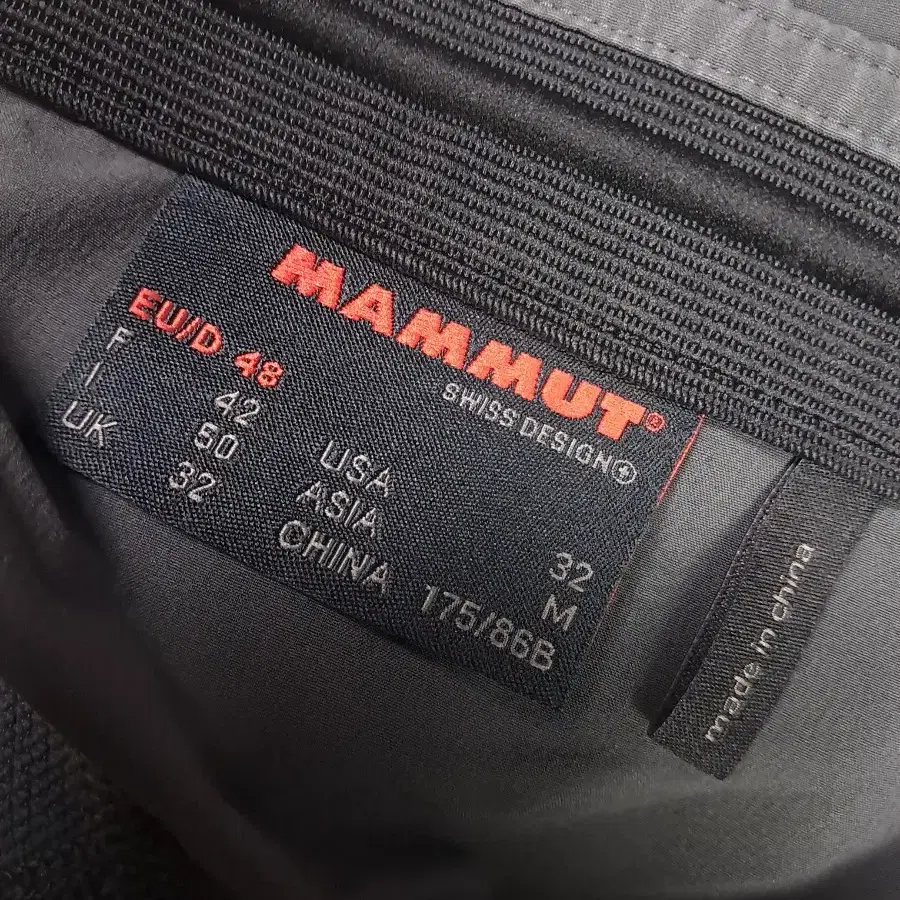 MAMMUT®
SWISS DESIGN
EU/D 48
F 42
I 50
UK 32
USA 32
ASIA M
CHINA 175/86B
made in china